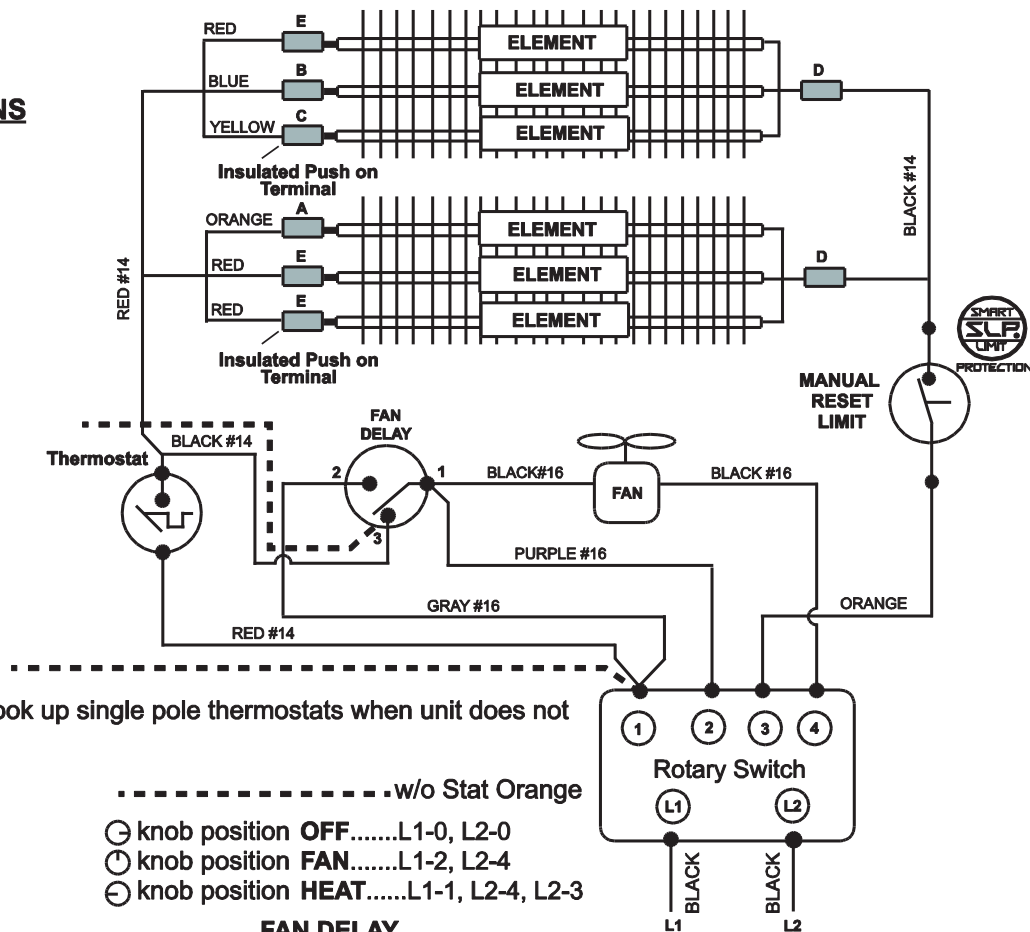 RED
E
ELEMENT
BLUE
B
ELEMENT
D
NS
YELLOW
C
ELEMENT
Insulated Push on
Terminal
BLACK #14
ORANGE
A
ELEMENT
RED
E
ELEMENT
D
RED #14
RED
E
ELEMENT
Insulated Push on
Terminal
SMART
SLP.
LIMIT
PROTECTION
MANUAL
RESET
LIMIT
FAN
DELAY
BLACK #14
Thermostat
2
1
3
BLACK#16
FAN
BLACK #16
PURPLE #16
GRAY #16
ORANGE
RED #14
ook up single pole thermostats when unit does not
1
2
3
4
Rotary Switch
L1
L2
w/o Stat Orange
knob position OFF.......L1-0, L2-0
knob position FAN.......L1-2, L2-4
knob position HEAT......L1-1, L2-4, L2-3
BLACK
BLACK
L1
L2
FAN DELAY